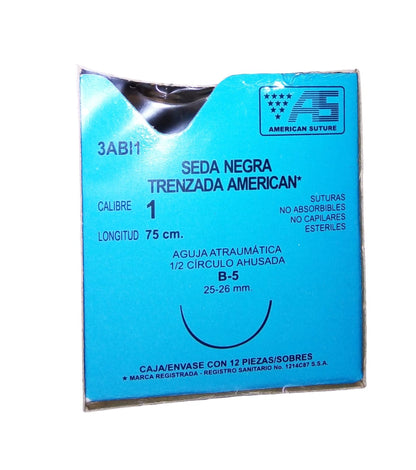 AS
AMERICAN SUTURE
3ABI1
SEDA NEGRA
TRENZADA AMERICAN*
CALIBRE 1
LONGITUD 75 cm.
SUTURAS
NO ABSORBIBLES
NO CAPILARES
ESTERILES
AGUJA ATRAUMÁTICA
1/2 CÍRCULO AHUSADA
B-5
25-26 mm.
CAJA/ENVASE CON 12 PIEZAS/SOBRES
* MARCA REGISTRADA - REGISTRO SANITARIO No. 1214C87 S.S.A.